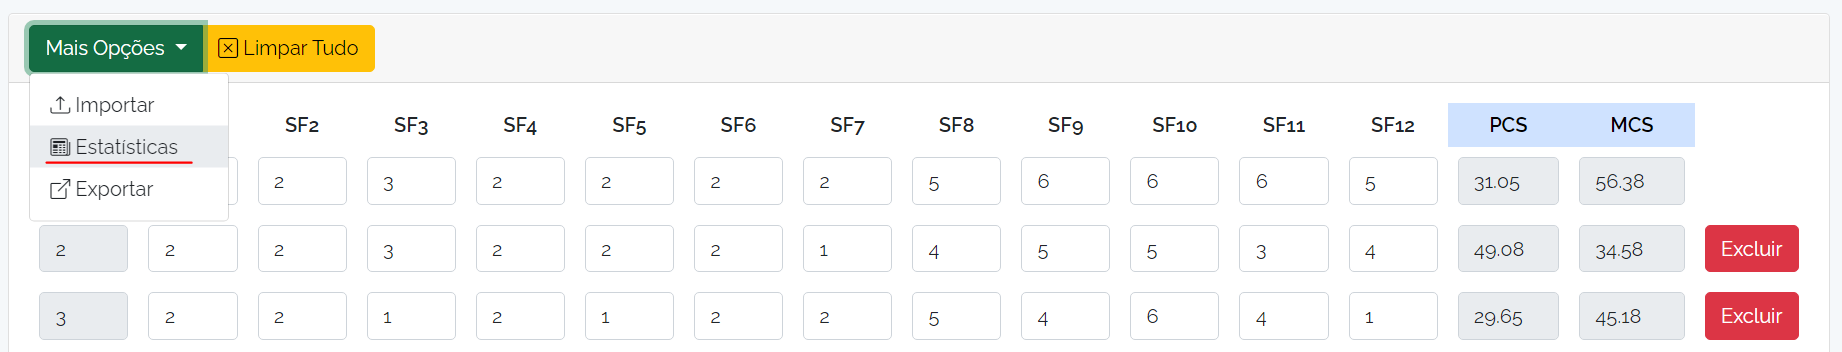 Mais Opções Limpar Tudo
Importar
Estatísticas
Exportar
SF2 SF3 SF4 SF5 SF6 SF7 SF8 SF9 SF10 SF11 SF12 PCS MCS
2 3 2 2 2 2 5 6 6 6 5 31.05 56.38
2 2 2 3 2 2 2 1 4 5 5 3 4 49.08 34.58 Excluir
3 2 2 1 2 1 2 2 5 4 6 4 1 29.65 45.18 Excluir